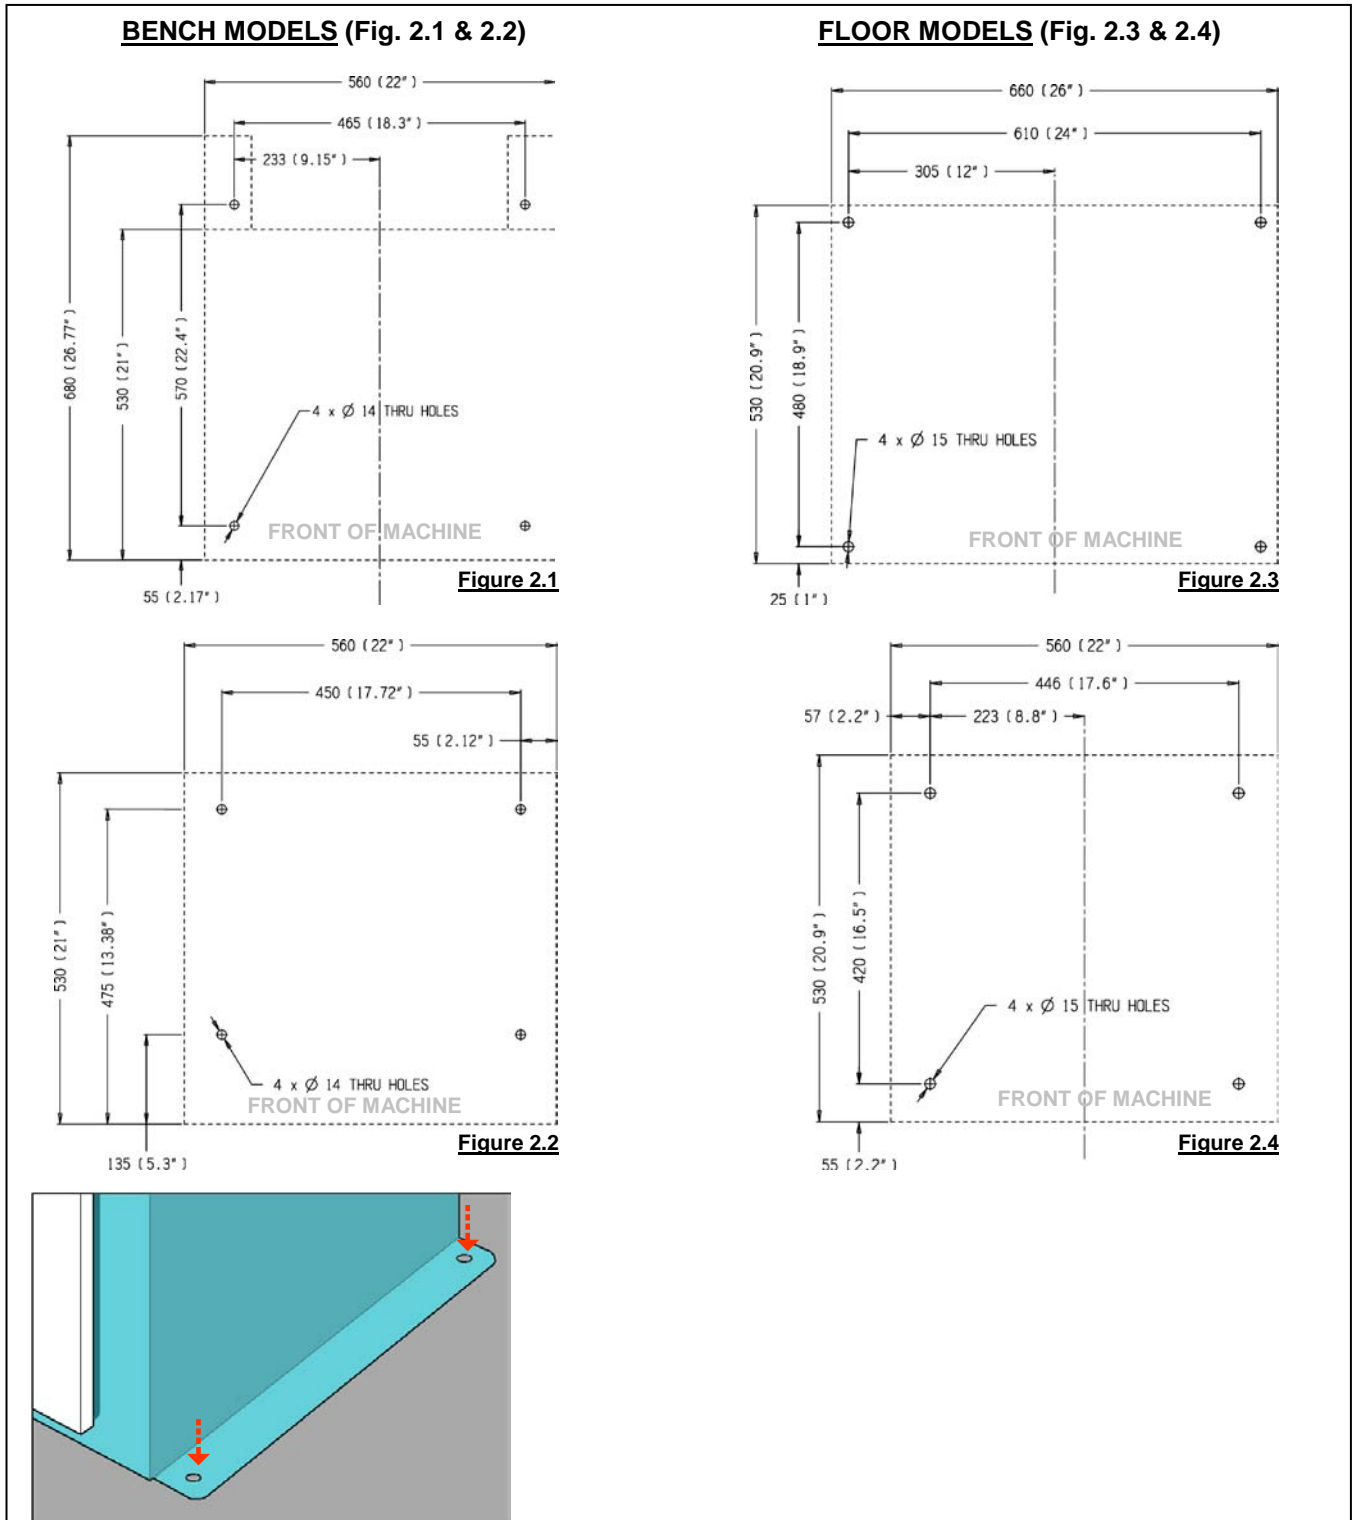 BENCH MODELS (Fig. 2.1 & 2.2)
560 (22")
465 (18.3")
233 (9.15")
680 (26.77")
530 (21")
570 (22.4")
4 x Ø 14 THRU HOLES
FRONT OF MACHINE
Figure 2.1
55 (2.17")
FLOOR MODELS (Fig. 2.3 & 2.4)
660 (26")
610 (24")
305 (12")
530 (20.9")
480 (18.9")
4 x Ø 15 THRU HOLES
FRONT OF MACHINE
Figure 2.3
25 (1")
560 (22")
450 (17.72")
55 (2.12")
530 (21")
475 (13.38")
4 x Ø 14 THRU HOLES
FRONT OF MACHINE
Figure 2.2
135 (5.3")
560 (22")
446 (17.6")
57 (2.2")
223 (8.8")
530 (20.9")
420 (16.5")
4 x Ø 15 THRU HOLES
FRONT OF MACHINE
Figure 2.4
55 (2.2")